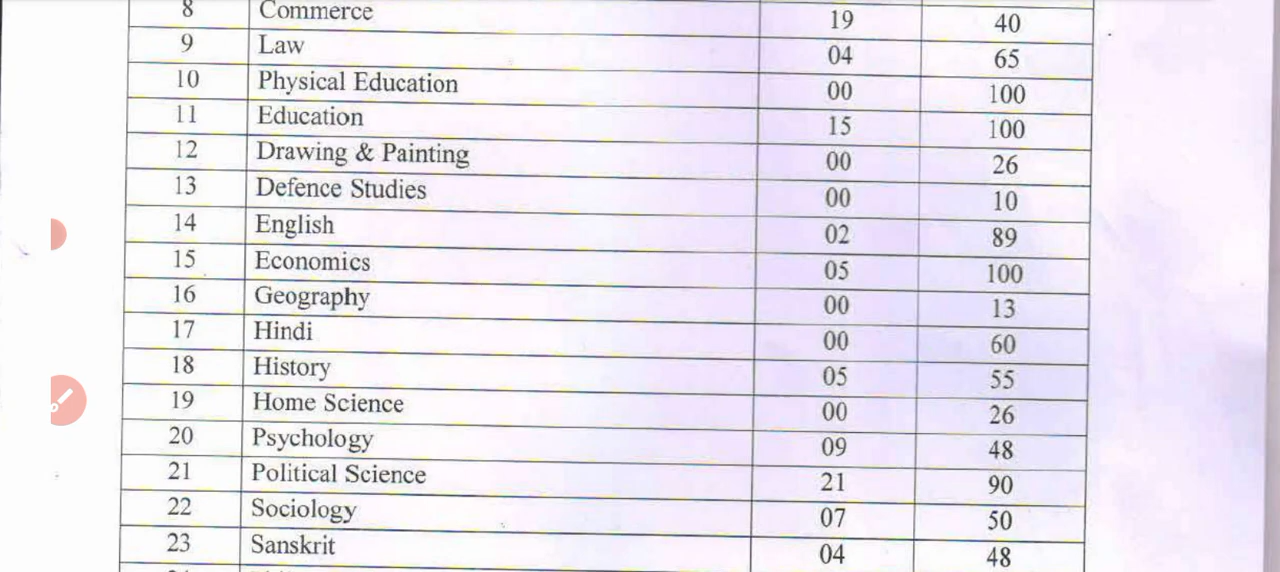 8 Commerce 19 40
9 Law 04 65
10 Physical Education 00 100
11 Education 15 100
12 Drawing & Painting 00 26
13 Defence Studies 00 10
14 English 02 89
15 Economics 05 100
16 Geography 00 13
17 Hindi 00 60
18 History 05 55
19 Home Science 00 26
20 Psychology 09 48
21 Political Science 21 90
22 Sociology 07 50
23 Sanskrit 04 48